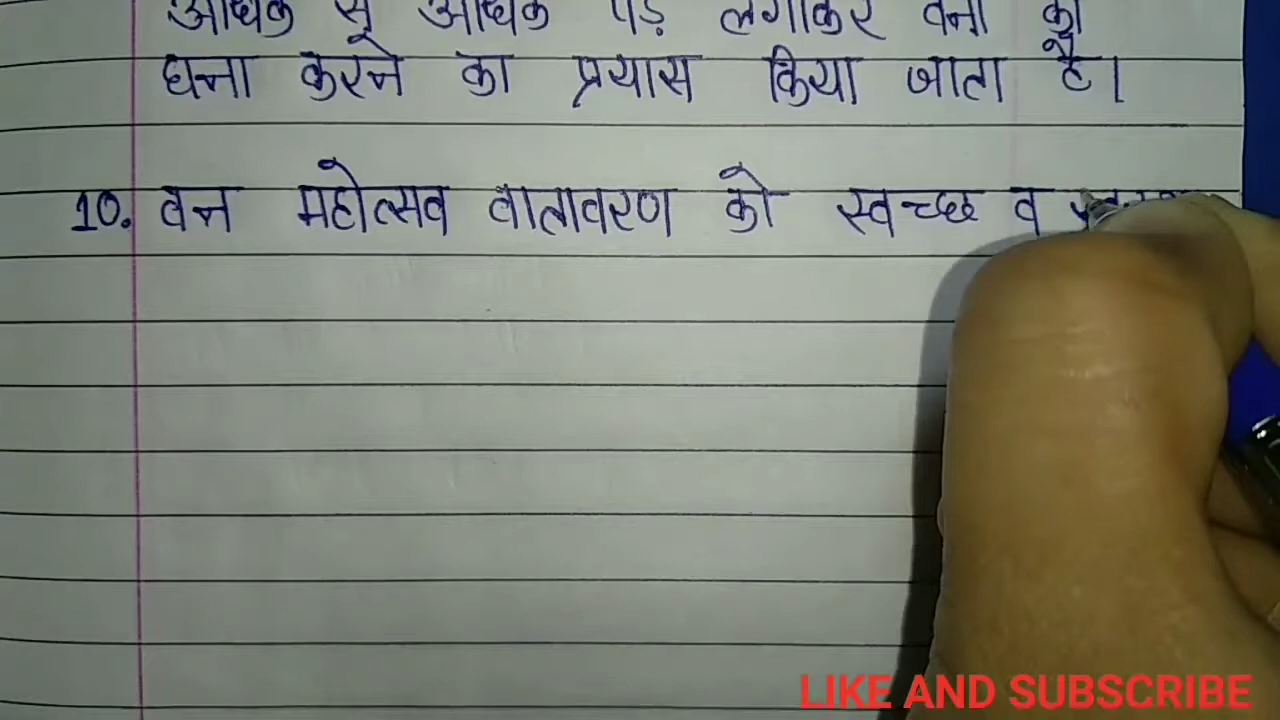 अधिक से अधिक पेड़ लगाकर वनों को
घना करने का प्रयास किया जाता है।
10. वन महोत्सव वातावरण को स्वच्छ व
LIKE AND SUBSCRIBE